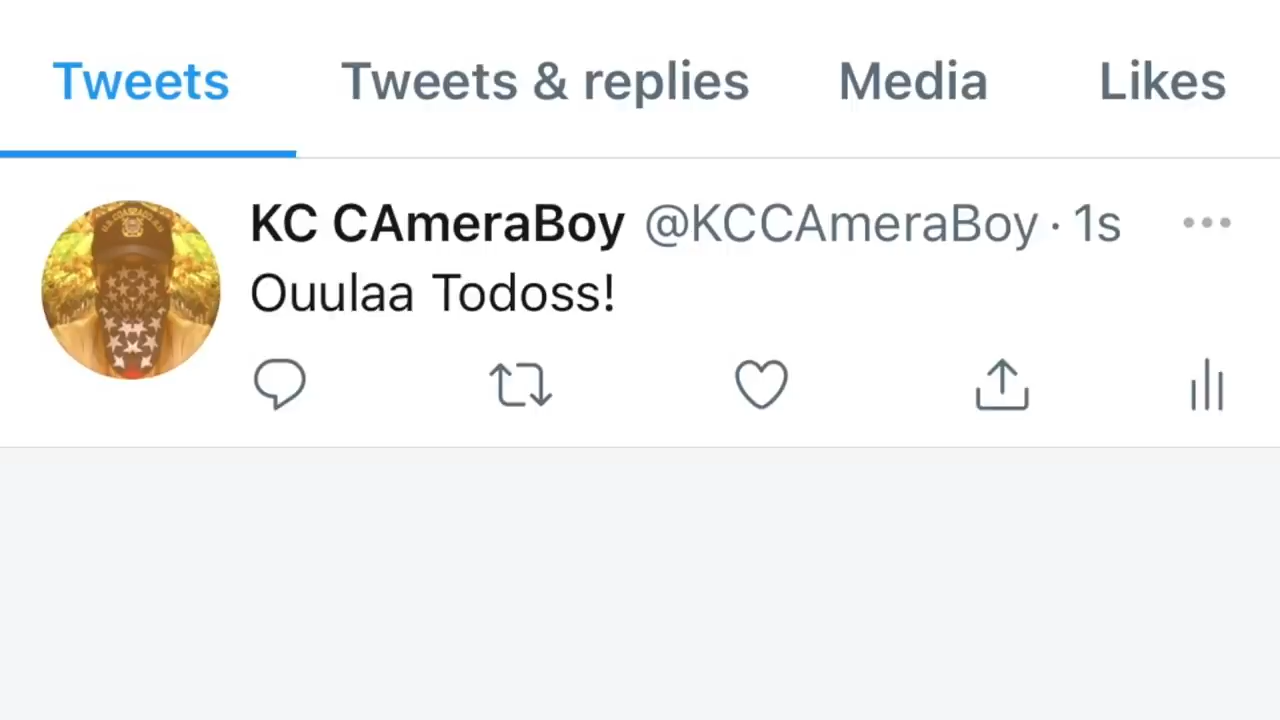 Tweets Tweets & replies Media Likes
KC CAmeraBoy @KCCAmeraBoy · 1s
Ouulaa Todoss!